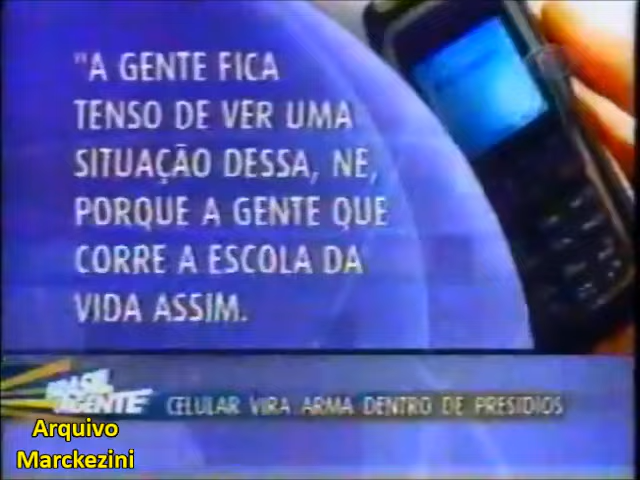 "A GENTE FICA
TENSO DE VER UMA
SITUAÇÃO DESSA, NE,
PORQUE A GENTE QUE
CORRE A ESCOLA DA
VIDA ASSIM.
BRASIL
URGENTE
CELULAR VIRA ARMA DENTRO DE PRESIDIOS
Arquivo
Marckezini